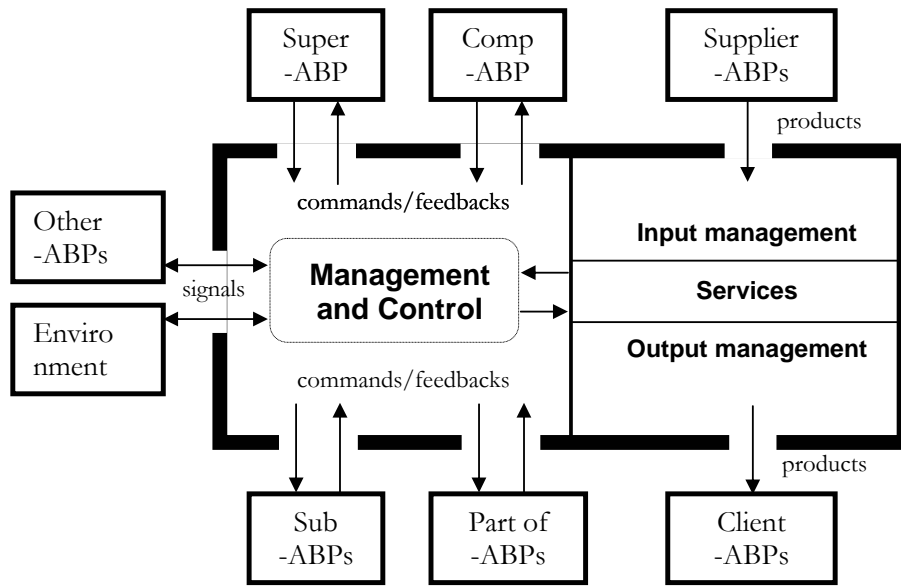 Super
-ABP
Comp
-ABP
Supplier
-ABPs
products
commands/feedbacks
Other
-ABPs
signals
Enviro
nment
Management
and Control
Input management
Services
Output management
commands/feedbacks
products
Sub
-ABPs
Part of
-ABPs
Client
-ABPs